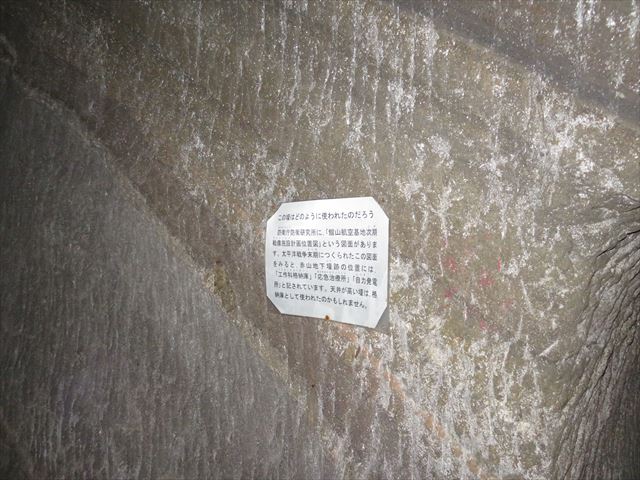 この壕はどのように使われたのだろう
防衛庁防衛研究所に、「館山航空基地次期
戦備施設計画位置図」という図面がありま
す。太平洋戦争末期につくられたこの図面
をみると、赤山地下壕跡の位置には
「工作科格納庫」「応急治療所」「自力発電
所」と記されています。天井が高い壕は、格
納庫として使われたのかもしれません。